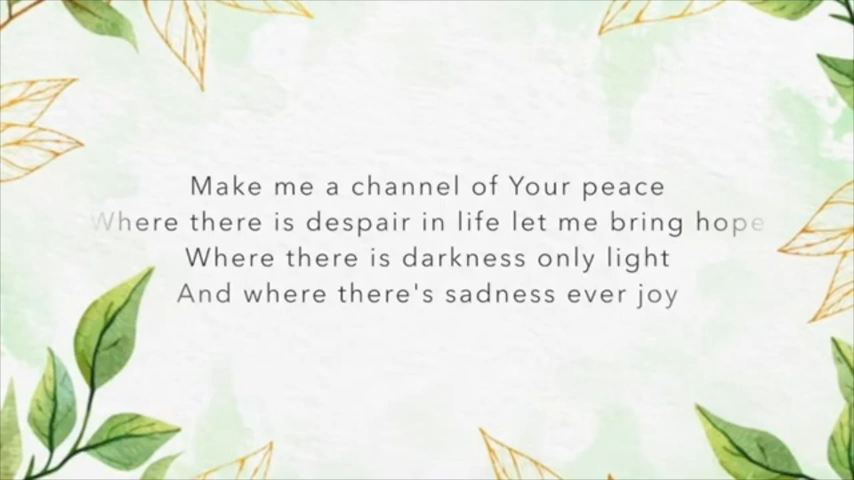 Make me a channel of Your peace
Where there is despair in life let me bring hope
Where there is darkness only light
And where there's sadness ever joy